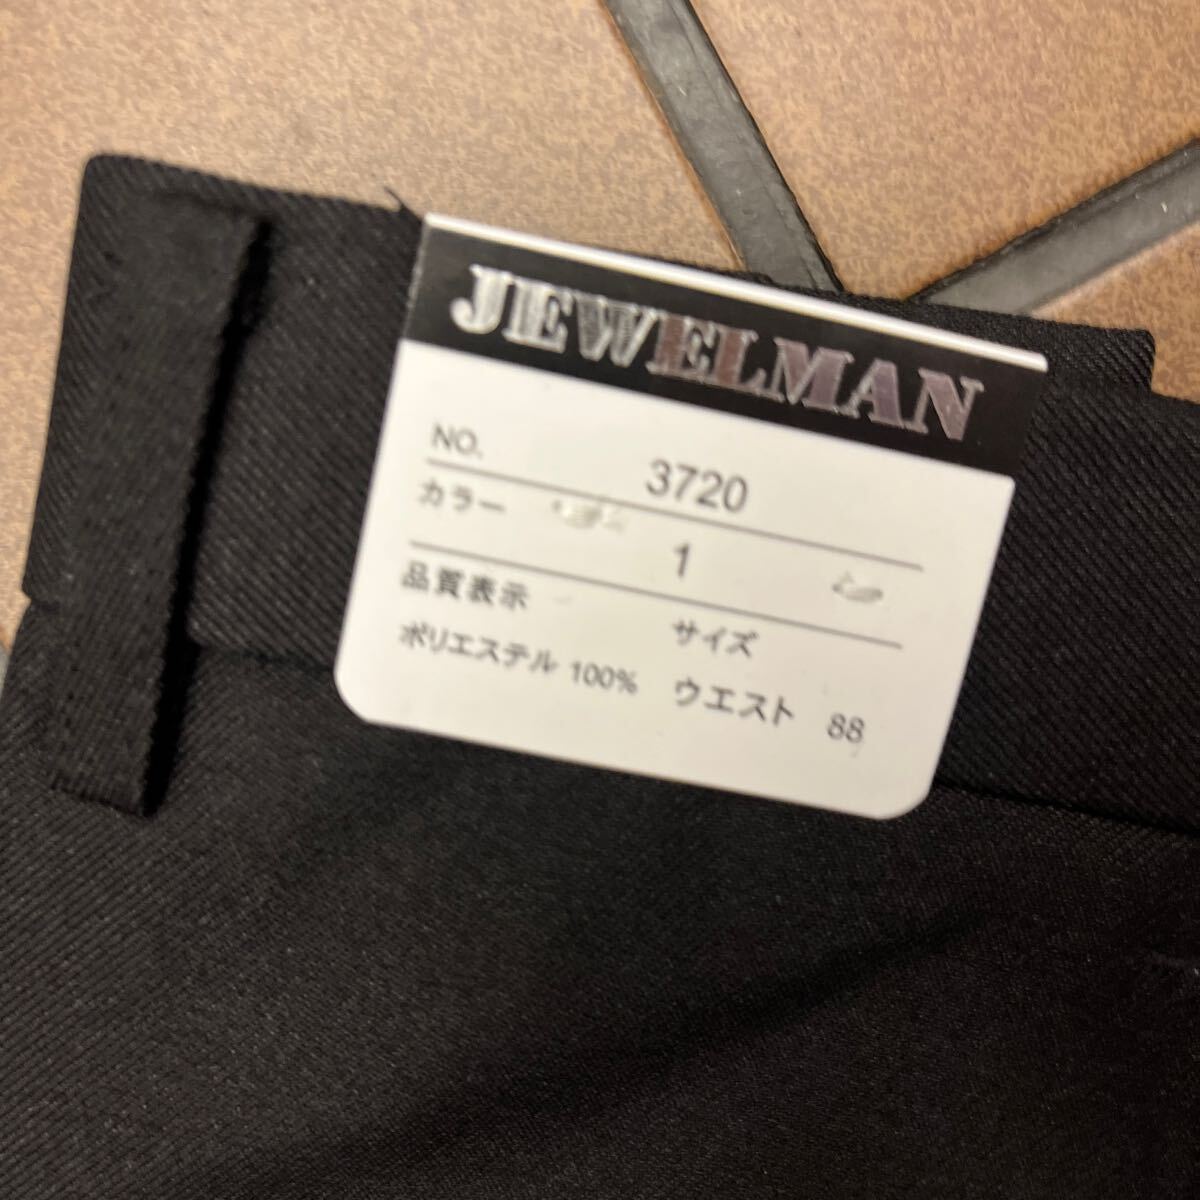 JEWELMAN
NO. 3720
カラー 1
品質表示 サイズ
ポリエステル 100% ウエスト 88